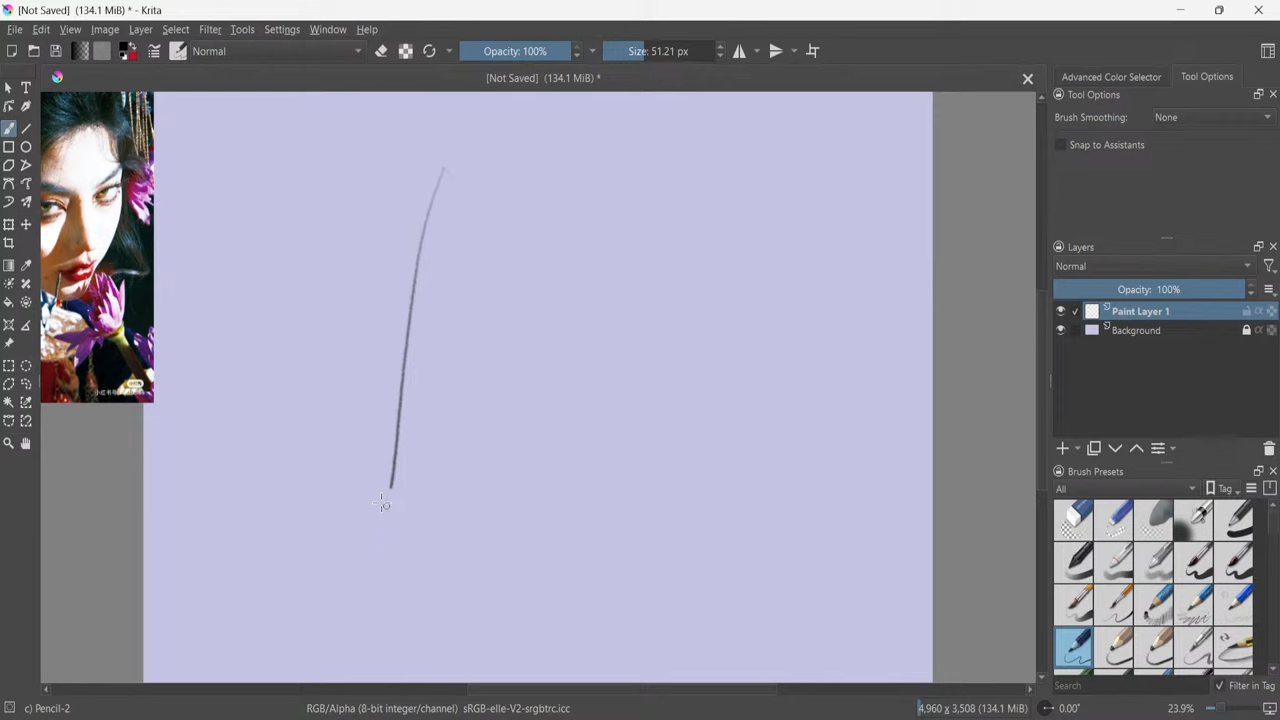 [Not Saved] (134.1 MiB) * - Krita
File Edit View Image Layer Select Filter Tools Settings Window Help
Normal Opacity: 100% Size: 51.21 px
[Not Saved] (134.1 MiB) *
Advanced Color Selector Tool Options
Tool Options
Brush Smoothing: None
Snap to Assistants
Layers
Normal
Opacity: 100%
Paint Layer 1
Background
Brush Presets
All Tag
Search Filter in Tag
c) Pencil-2 RGB/Alpha (8-bit integer/channel) sRGB-elle-V2-srgbtrc.icc 4,960 x 3,508 (134.1 MiB) 0.00° 23.9%